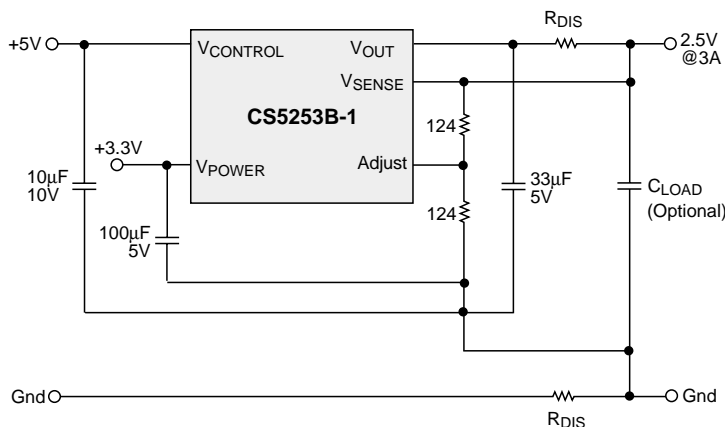 RDIS
+5V
VCONTROL
VOUT
2.5V
@3A
VSENSE
CS5253B-1
124
+3.3V
VPOWER
Adjust
10µF
10V
33µF
5V
CLOAD
(Optional)
124
100µF
5V
Gnd
Gnd
RDIS